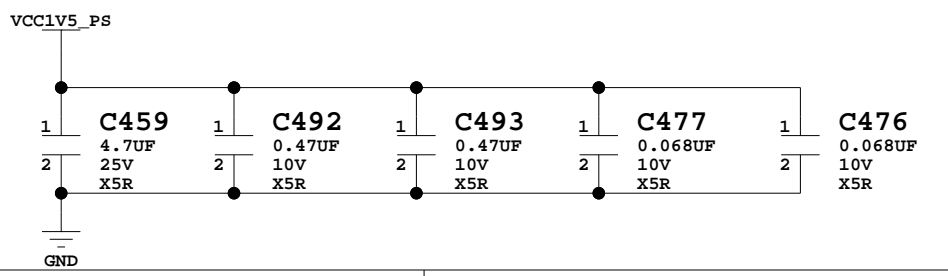 VCC1V5_PS
1
2
C459
4.7UF
25V
X5R
1
2
C492
0.47UF
10V
X5R
1
2
C493
0.47UF
10V
X5R
1
2
C477
0.068UF
10V
X5R
1
2
C476
0.068UF
10V
X5R
GND